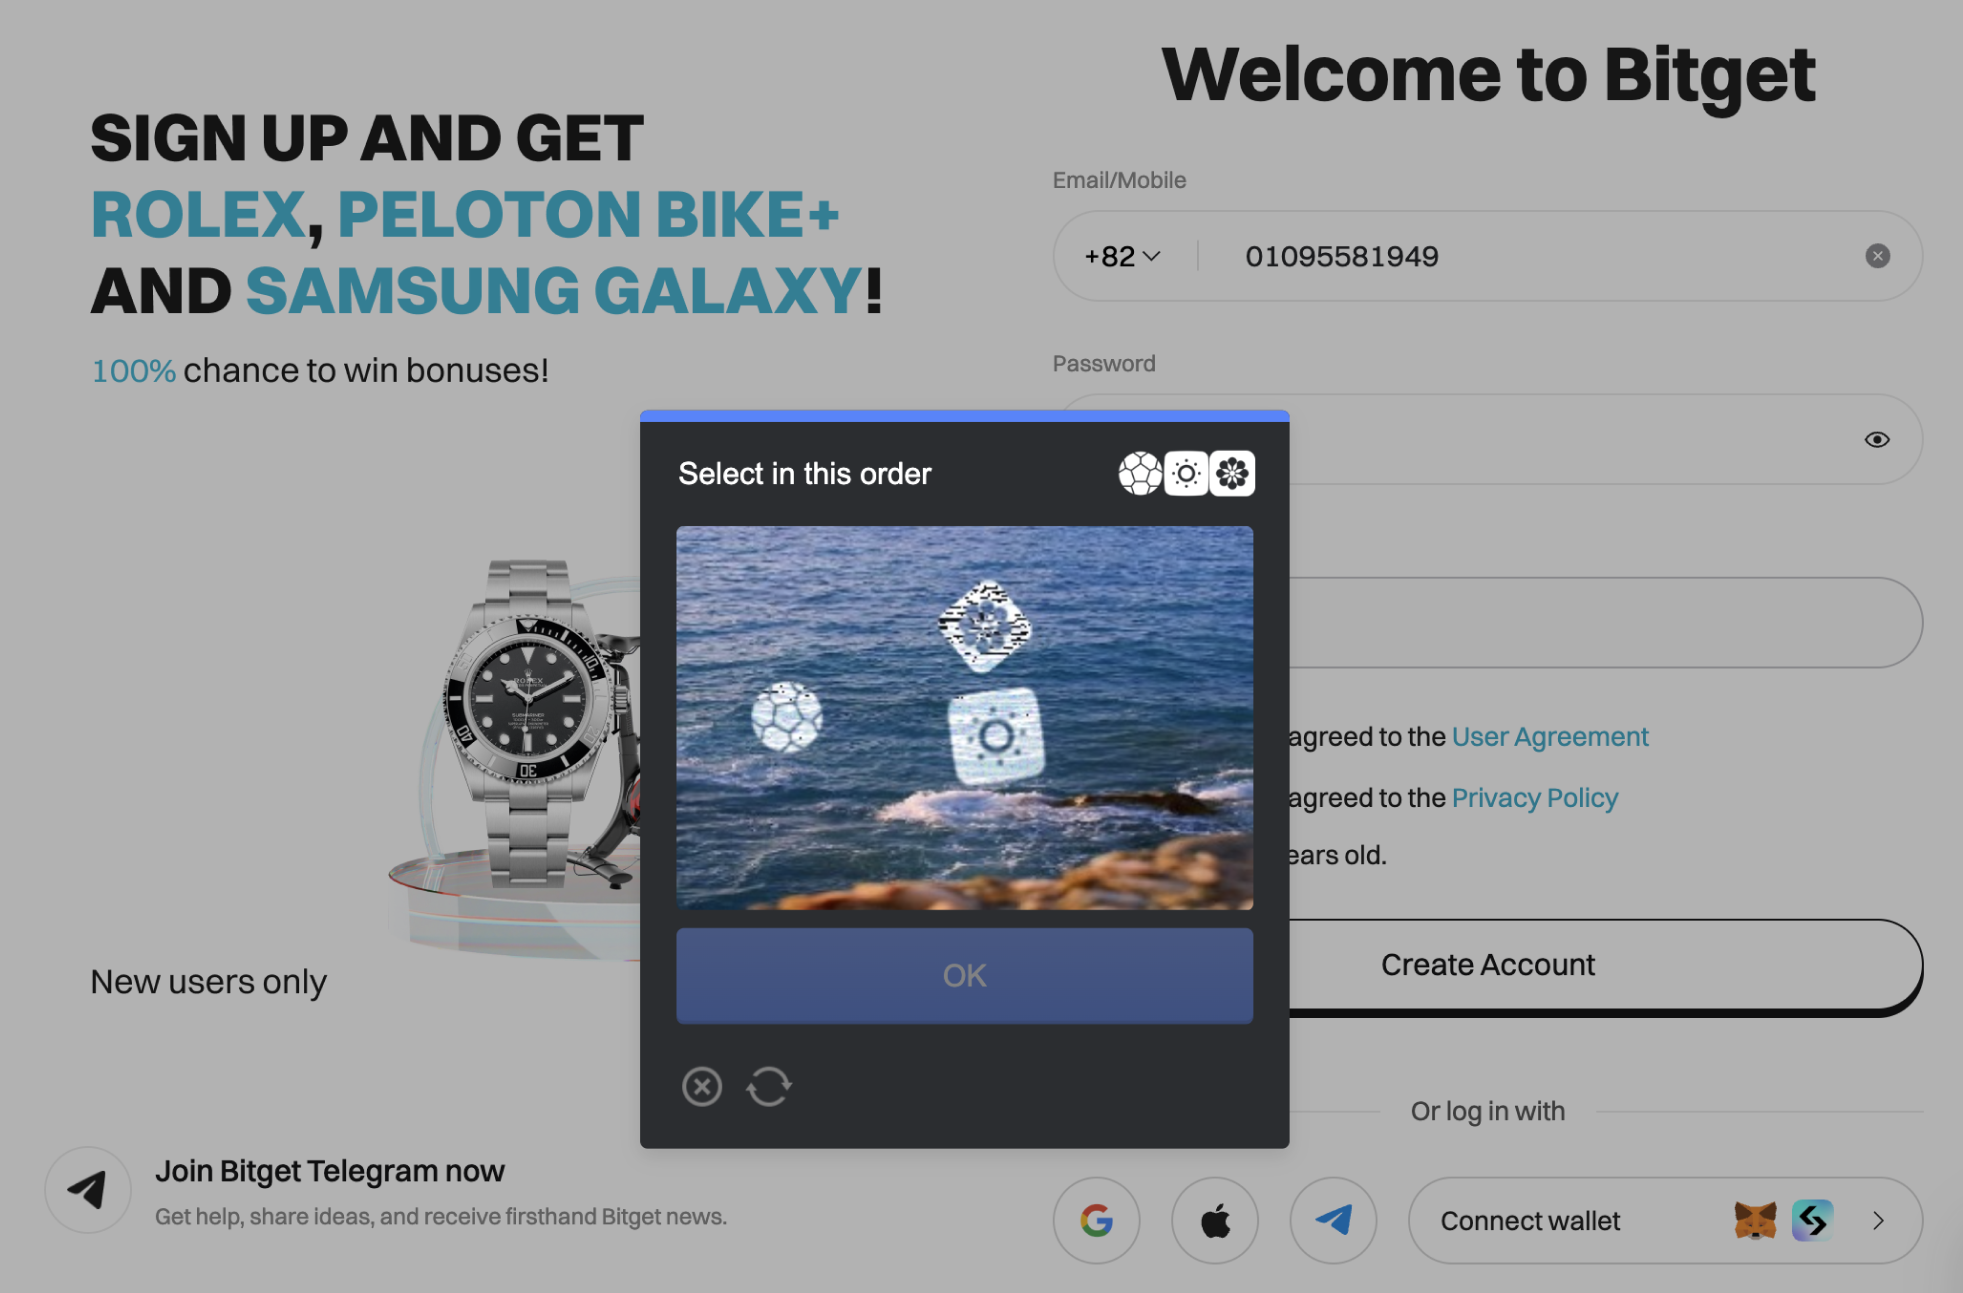 Welcome to Bitget
SIGN UP AND GET
ROLEX, PELOTON BIKE+
AND SAMSUNG GALAXY!
100% chance to win bonuses!
Email/Mobile
+82
01095581949
Password
Select in this order
ROLEX
agreed to the User Agreement
agreed to the Privacy Policy
ears old.
OK
Create Account
New users only
Or log in with
Join Bitget Telegram now
Get help, share ideas, and receive firsthand Bitget news.
Connect wallet